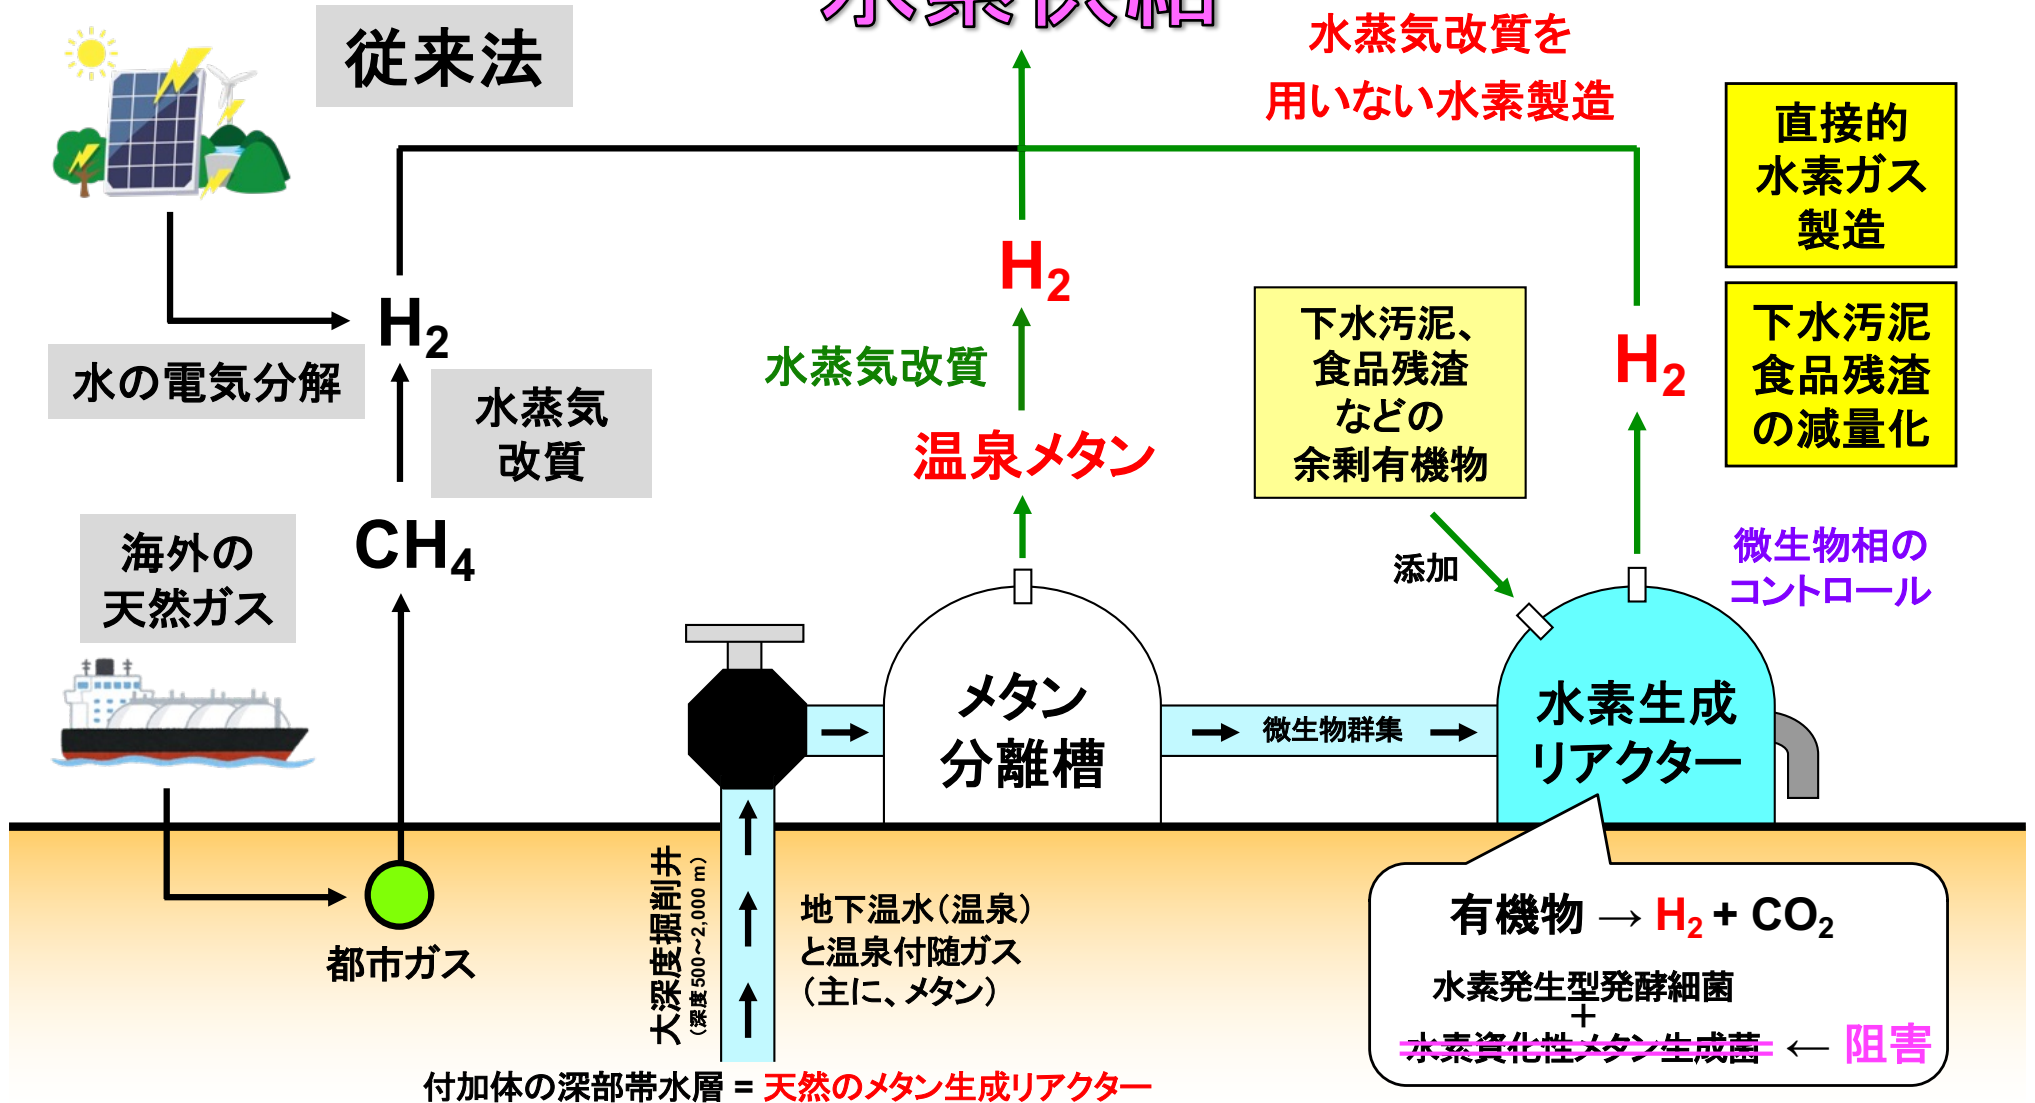 水素供給
従来法
水蒸気改質を
用いない水素製造
直接的
水素ガス
製造
H₂
H₂
水の電気分解
水蒸気
改質
水蒸気改質
下水汚泥、
食品残渣
などの
余剰有機物
H₂
下水汚泥
食品残渣
の減量化
温泉メタン
海外の
天然ガス
CH₄
添加
微生物相の
コントロール
メタン
分離槽
微生物群集
水素生成
リアクター
都市ガス
大深度掘削井
（深度500～2,000 m）
地下温水（温泉）
と温泉付随ガス
（主に、メタン）
有機物 → H₂ + CO₂
水素発生型発酵細菌
+
水素資化性メタン生成菌 ← 阻害
付加体の深部帯水層 = 天然のメタン生成リアクター